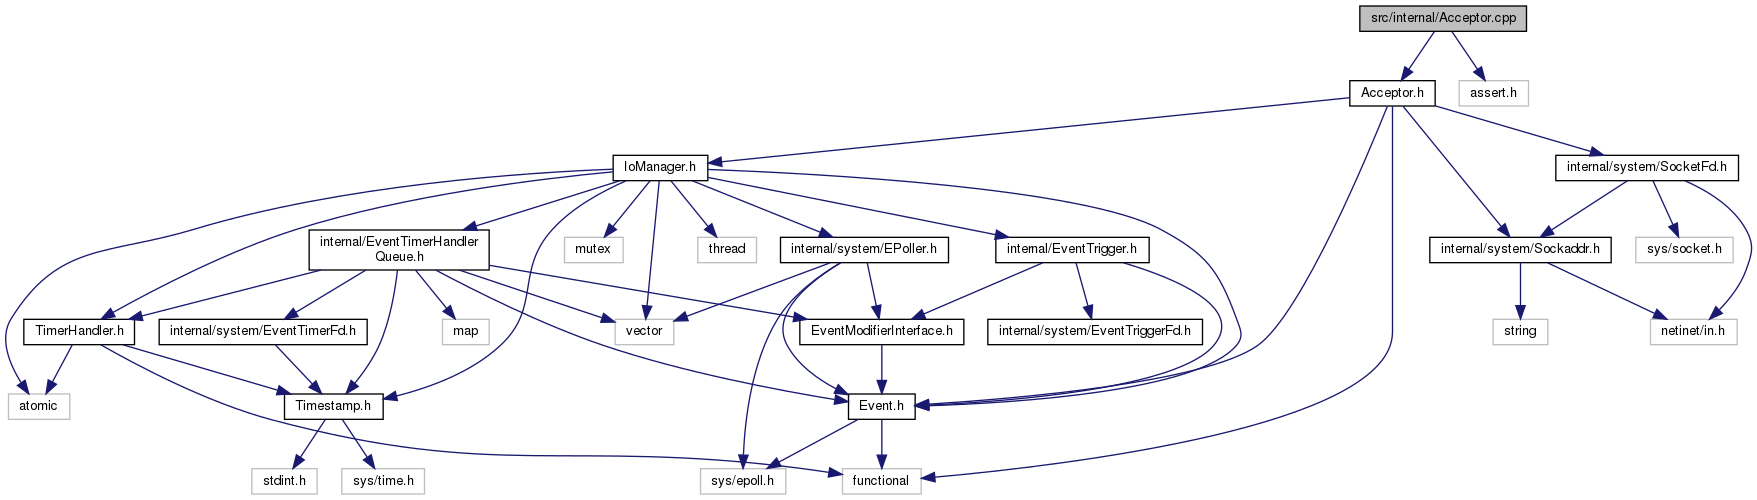 src/internal/Acceptor.cpp
Acceptor.h
assert.h
IoManager.h
internal/system/SocketFd.h
internal/EventTimerHandler
Queue.h
mutex
thread
internal/system/EPoller.h
internal/EventTrigger.h
internal/system/Sockaddr.h
sys/socket.h
TimerHandler.h
internal/system/EventTimerFd.h
map
vector
EventModifierInterface.h
internal/system/EventTriggerFd.h
string
netinet/in.h
atomic
Timestamp.h
Event.h
stdint.h
sys/time.h
sys/epoll.h
functional